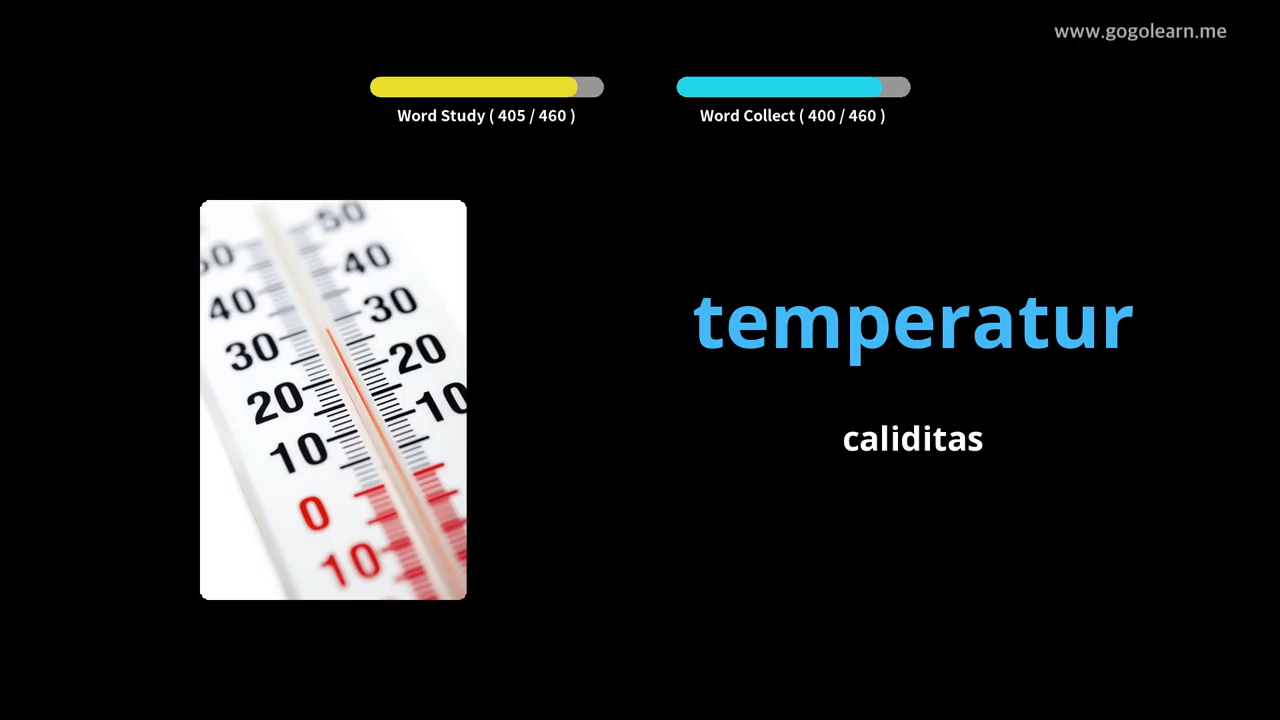 www.gogolearn.me
Word Study ( 405 / 460 )
Word Collect ( 400 / 460 )
50
50
40
40
30
30
20
20
10
10
0
10
temperatur
caliditas